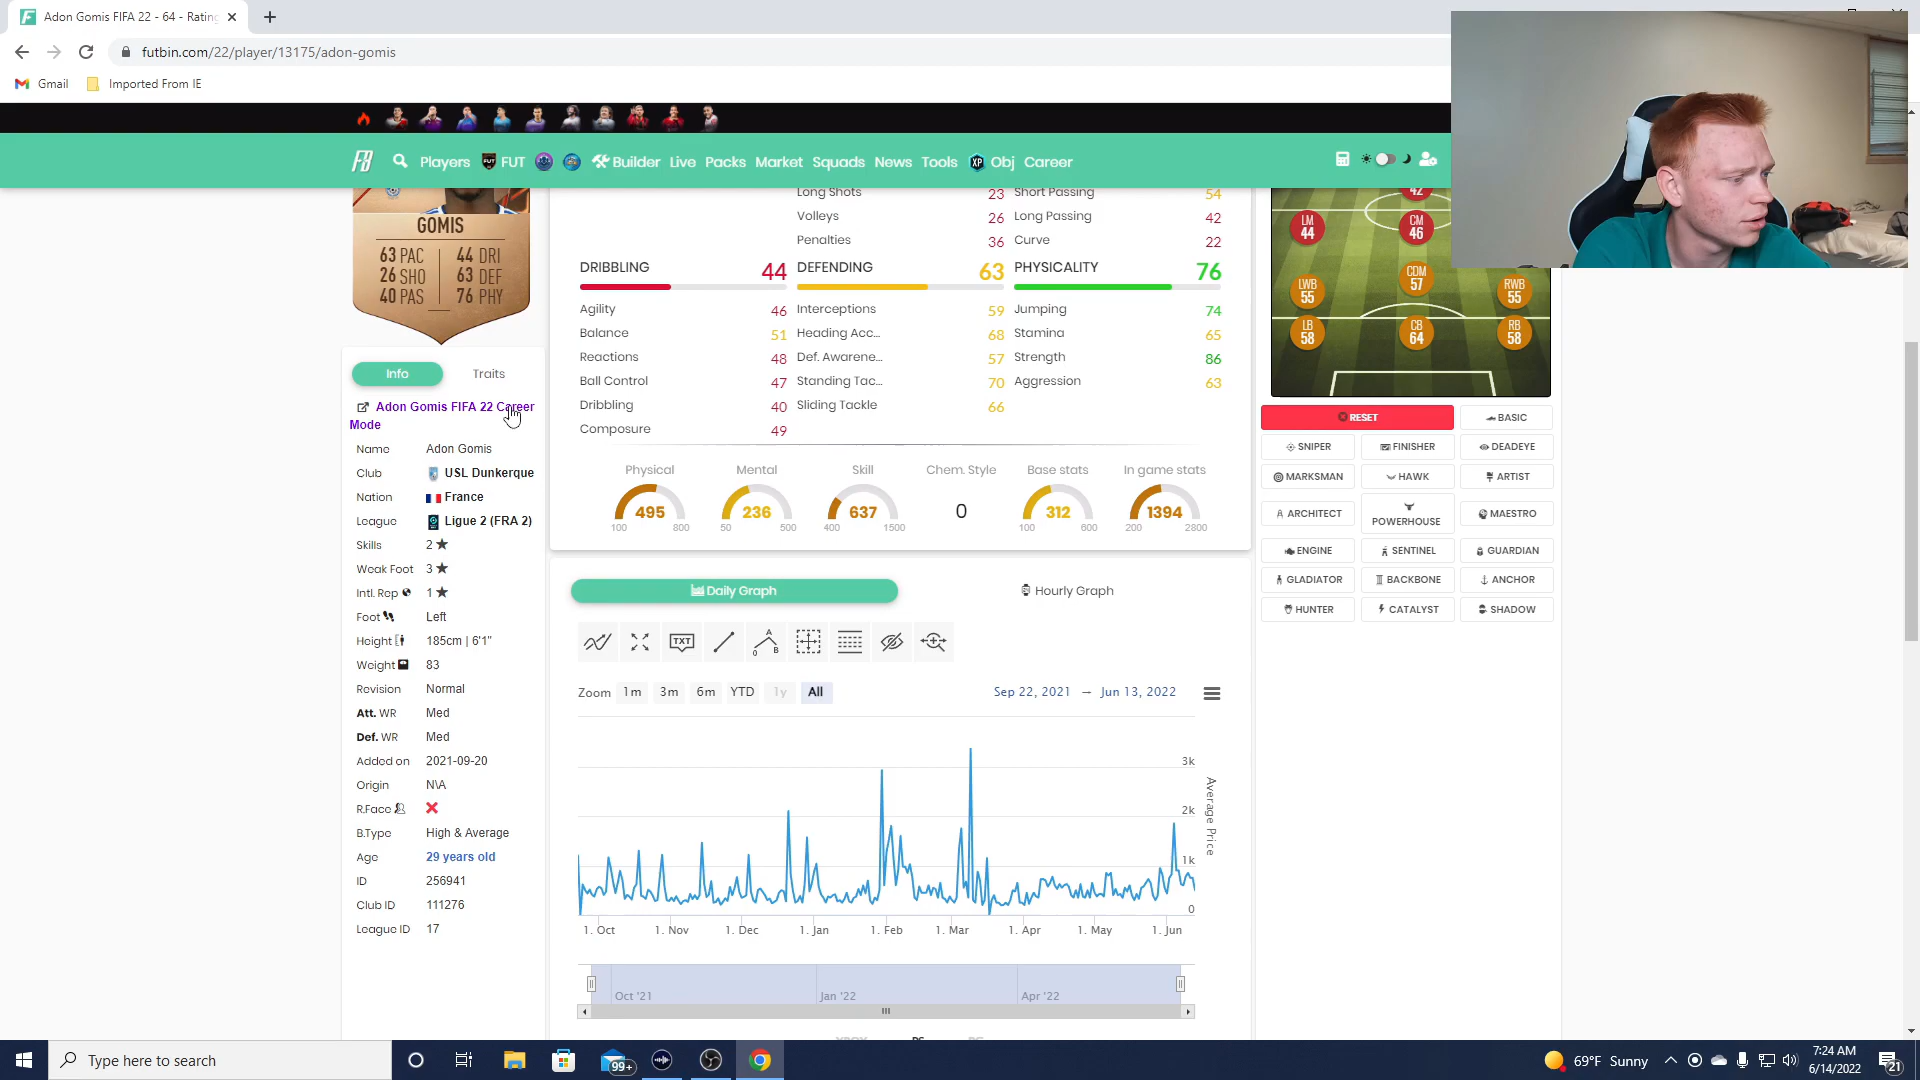 Adon Gomis FIFA 22 - 64 - Rating
futbin.com/22/player/13175/adon-gomis
Gmail
Imported From IE
Players FUT Builder Live Packs Market Squads News Tools XP Obj Career
GOMIS
63 PAC 44 DRI
26 SHO 63 DEF
40 PAS 76 PHY
Long Shots 23
Volleys 26
Penalties 36
Short Passing 54
Long Passing 42
Curve 22
DRIBBLING 44
Agility 46
Balance 51
Reactions 48
Ball Control 47
Dribbling 40
Composure 49
DEFENDING 63
Interceptions 59
Heading Acc... 68
Def. Awarene... 57
Standing Tac... 70
Sliding Tackle 66
PHYSICALITY 76
Jumping 74
Stamina 65
Strength 86
Aggression 63
Physical
495
100 800
Mental
236
50 500
Skill
637
400 1500
Chem. Style
0
Base stats
312
100 600
In game stats
1394
200 2800
42
LM
44
CM
46
CDM
57
LWB
55
RWB
55
LB
58
CB
64
RB
58
RESET BASIC
SNIPER FINISHER DEADEYE
MARKSMAN HAWK ARTIST
ARCHITECT POWERHOUSE MAESTRO
ENGINE SENTINEL GUARDIAN
GLADIATOR BACKBONE ANCHOR
HUNTER CATALYST SHADOW
Info Traits
Adon Gomis FIFA 22 Career
Mode
Name Adon Gomis
Club USL Dunkerque
Nation France
League Ligue 2 (FRA 2)
Skills 2
Weak Foot 3
Intl. Rep 1
Foot Left
Height 185cm | 6'1"
Weight 83
Revision Normal
Att. WR Med
Def. WR Med
Added on 2021-09-20
Origin N\A
R.Face
B.Type High & Average
Age 29 years old
ID 256941
Club ID 111276
League ID 17
Daily Graph Hourly Graph
TXT
A
0 B
Zoom 1m 3m 6m YTD 1y All
Sep 22, 2021 → Jun 13, 2022
3k
2k
1k
0
Average Price
1. Oct 1. Nov 1. Dec 1. Jan 1. Feb 1. Mar 1. Apr 1. May 1. Jun
Oct '21 Jan '22 Apr '22
Type here to search
99+
69°F Sunny
7:24 AM
6/14/2022
21